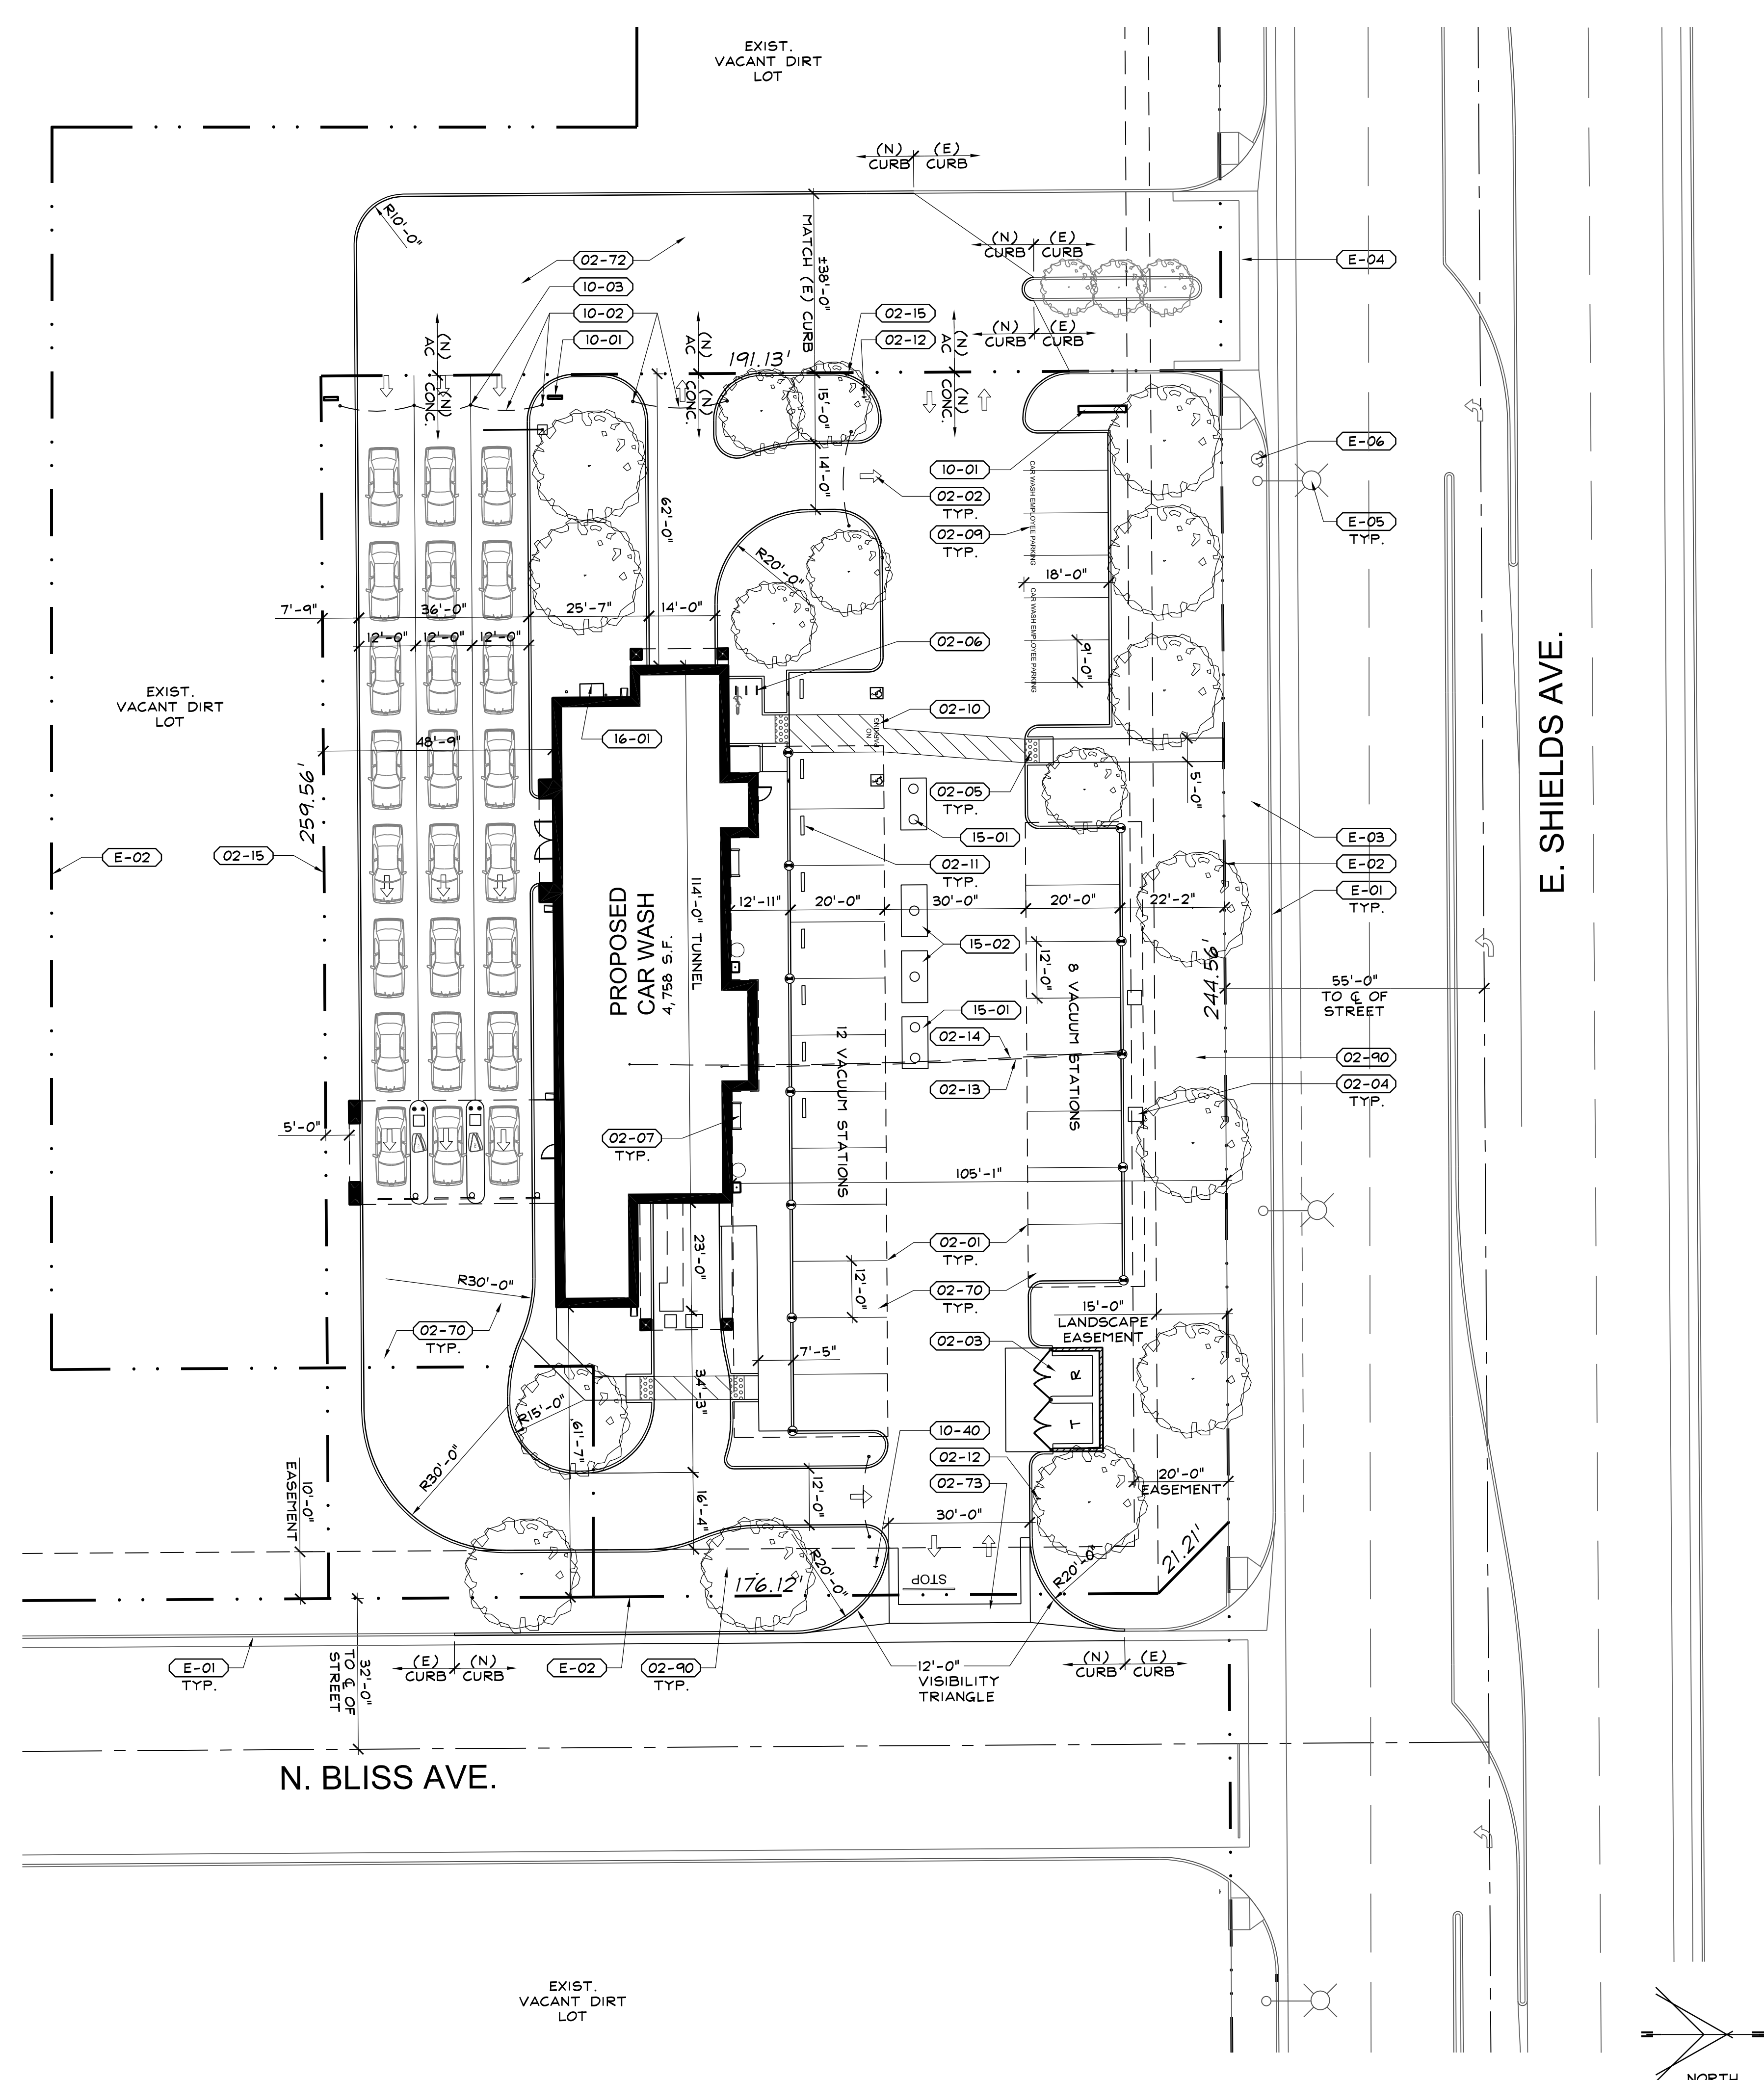 EXIST.
VACANT DIRT
LOT
(N)
CURB
(E)
CURB
R10'-0"
MATCH (E) CURB
±38'-0"
02-72
10-03
10-02
10-01
(N)
CURB
(E)
CURB
E-04
(N)
AC
(N)
CONC.
(N)
AC
(N)
CONC.
191.13'
02-15
02-12
(N)
AC
(N)
CONC.
(N)
CURB
(E)
CURB
15'-0"
14'-0"
10-01
02-02
TYP.
02-09
TYP.
CAR WASH EMPLOYEE PARKING
CAR WASH EMPLOYEE PARKING
E-06
E-05
TYP.
62'-0"
R20'-0"
18'-0"
7'-9"
36'-0"
25'-7"
14'-0"
12'-0"
12'-0"
12'-0"
02-06
9'-0"
EXIST.
VACANT DIRT
LOT
02-10
NO
PARKING
16-01
48'-9"
259.56'
5'-0"
02-05
TYP.
15-01
E-02
02-15
02-11
TYP.
E-03
E-02
E-01
TYP.
E. SHIELDS AVE.
PROPOSED
CAR WASH
4,758 S.F.
114'-0" TUNNEL
12'-11"
20'-0"
30'-0"
20'-0"
22'-2"
15-02
12'-0"
244.56'
55'-0"
TO ℄ OF
STREET
15-01
02-14
02-13
12 VACUUM STATIONS
8 VACUUM STATIONS
02-90
02-04
TYP.
5'-0"
02-07
TYP.
105'-1"
02-01
TYP.
23'-0"
12'-0"
R30'-0"
02-70
TYP.
15'-0"
LANDSCAPE
EASEMENT
02-70
TYP.
02-03
7'-5"
34'-3"
R
T
R15'-0"
61'-7"
R30'-0"
10-40
02-12
02-73
20'-0"
EASEMENT
10'-0"
EASEMENT
16'-4"
12'-0"
30'-0"
21.21'
R20'-0"
R20'-0"
176.12'
STOP
E-01
TYP.
32'-0"
TO ℄ OF
STREET
(E)
CURB
(N)
CURB
E-02
02-90
TYP.
12'-0"
VISIBILITY
TRIANGLE
(N)
CURB
(E)
CURB
N. BLISS AVE.
EXIST.
VACANT DIRT
LOT
NORTH